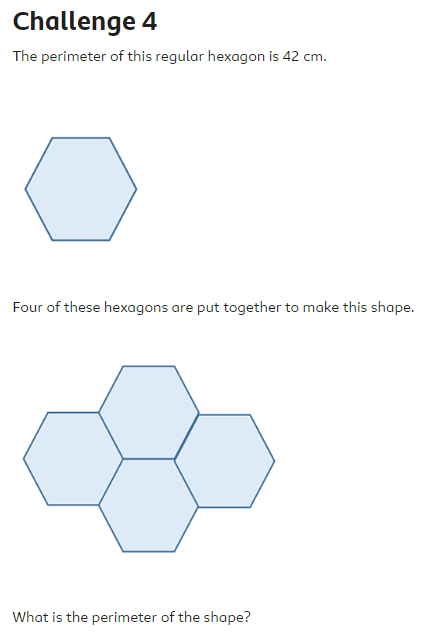 Challenge 4
The perimeter of this regular hexagon is 42 cm.
Four of these hexagons are put together to make this shape.
What is the perimeter of the shape?